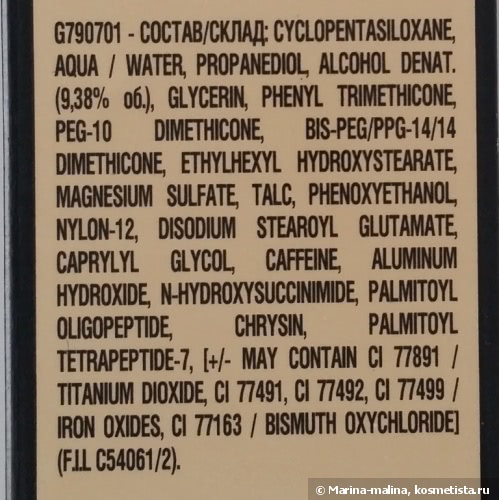 G790701 - СОСТАВ/СКЛАД: CYCLOPENTASILOXANE,
AQUA / WATER, PROPANEDIOL, ALCOHOL DENAT.
(9,38% об.), GLYCERIN, PHENYL TRIMETHICONE,
PEG-10 DIMETHICONE, BIS-PEG/PPG-14/14
DIMETHICONE, ETHYLHEXYL HYDROXYSTEARATE,
MAGNESIUM SULFATE, TALC, PHENOXYETHANOL,
NYLON-12, DISODIUM STEAROYL GLUTAMATE,
CAPRYLYL GLYCOL, CAFFEINE, ALUMINUM
HYDROXIDE, N-HYDROXYSUCCINIMIDE, PALMITOYL
OLIGOPEPTIDE, CHRYSIN, PALMITOYL
TETRAPEPTIDE-7, [+/- MAY CONTAIN CI 77891 /
TITANIUM DIOXIDE, CI 77491, CI 77492, CI 77499 /
IRON OXIDES, CI 77163 / BISMUTH OXYCHLORIDE]
(F.I.L C54061/2).
© Marina-malina, kosmetista.ru